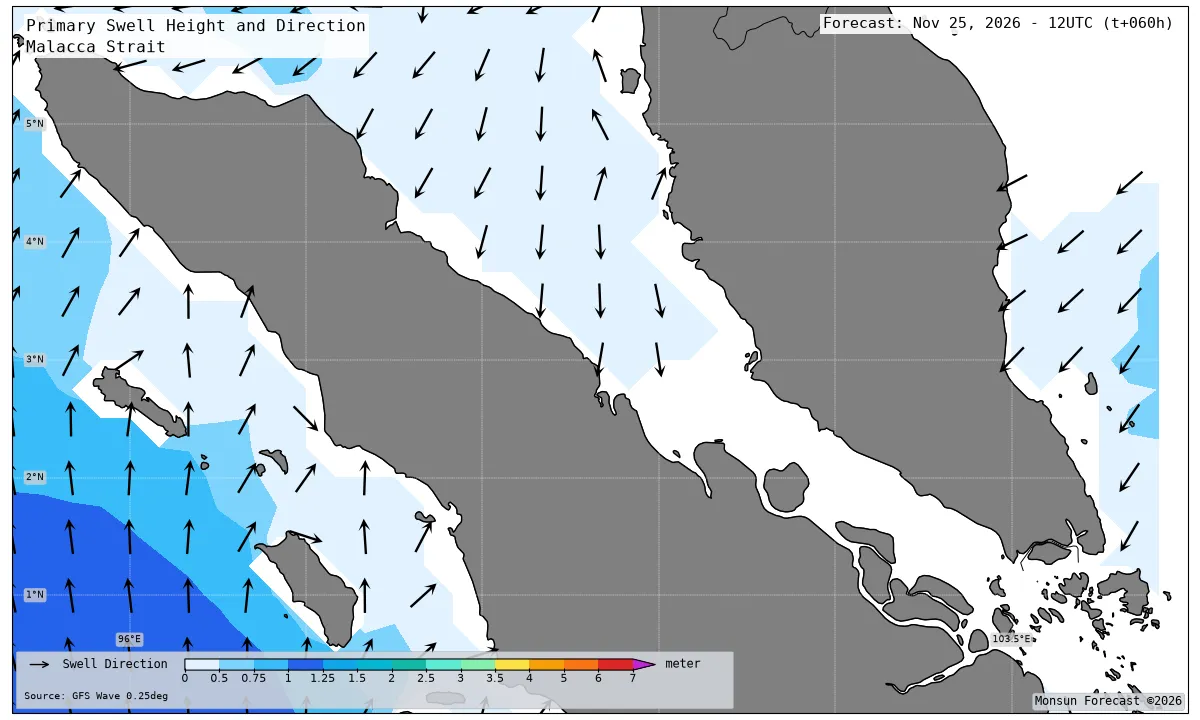 Primary Swell Height and Direction
Malacca Strait
Forecast: Nov 25, 2026 - 12UTC (t+060h)
5°N
4°N
3°N
2°N
1°N
96°E
103.5°E
Swell Direction
0 0.5 0.75 1 1.25 1.5 2 2.5 3 3.5 4 5 6 7
meter
Source: GFS Wave 0.25deg
Monsun Forecast ©2026